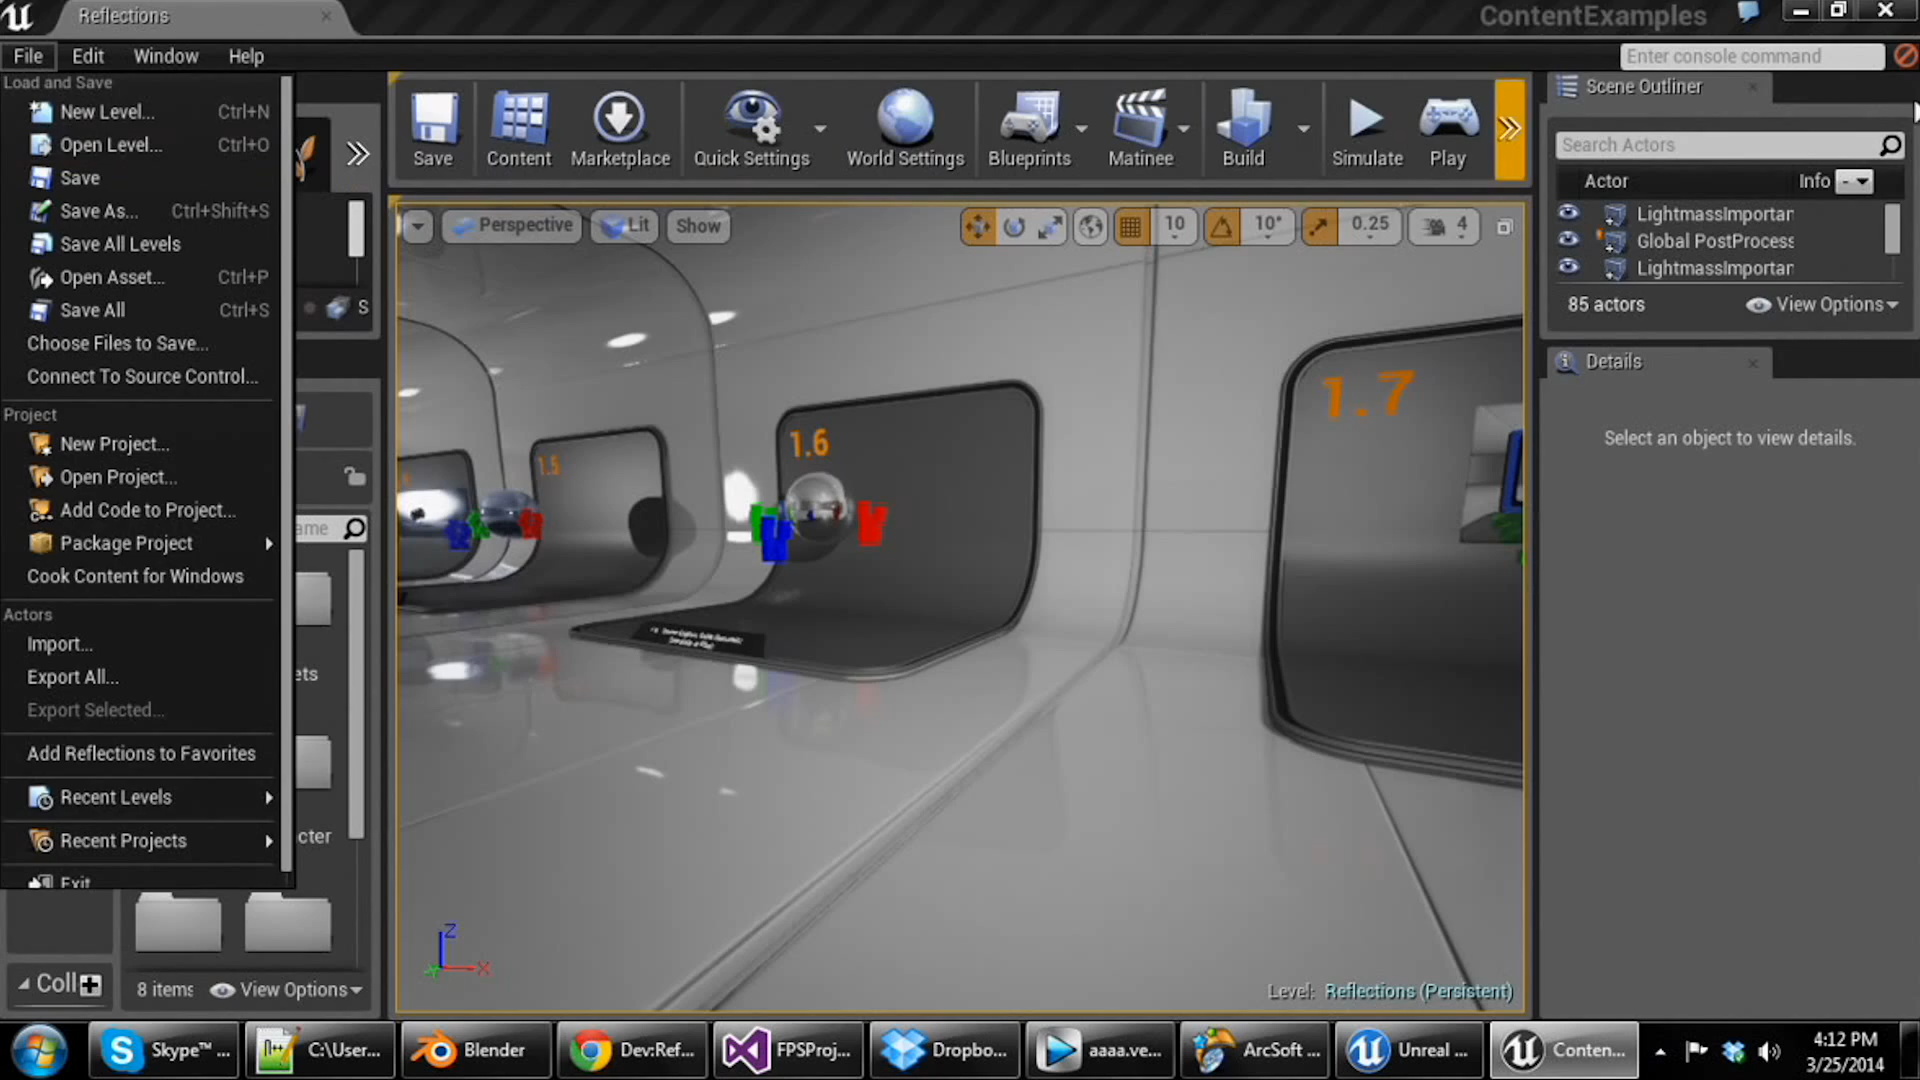 Reflections
ContentExamples
File Edit Window Help
Enter console command
Load and Save
New Level... Ctrl+N
Open Level... Ctrl+O
Save
Save As... Ctrl+Shift+S
Save All Levels
Open Asset... Ctrl+P
Save All Ctrl+S
Choose Files to Save...
Connect To Source Control...
Project
New Project...
Open Project...
Add Code to Project...
Package Project
Cook Content for Windows
Actors
Import...
Export All...
Export Selected...
Add Reflections to Favorites
Recent Levels
Recent Projects
Exit
S
ame
ets
cter
Coll
8 items View Options
Save Content Marketplace Quick Settings World Settings Blueprints Matinee Build Simulate Play
Perspective Lit Show
10 10° 0.25 4
1.5
1.6
1.7
Z
X
Level: Reflections (Persistent)
Scene Outliner
Search Actors
Actor Info -
LightmassImportan
Global PostProcess
LightmassImportan
85 actors View Options
Details
Select an object to view details.
Skype™ ... C:\User... Blender Dev:Ref... FPSProj... Dropbo... aaaa.ve... ArcSoft ... Unreal ... Conten...
4:12 PM
3/25/2014